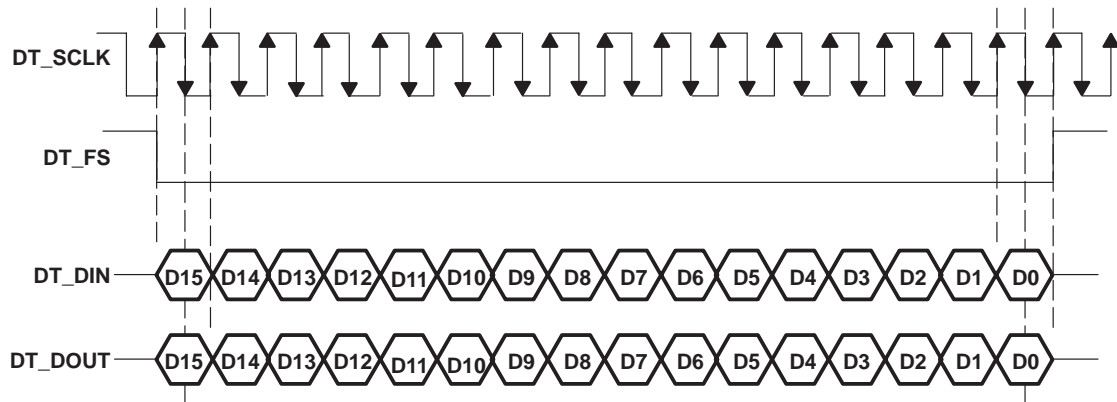 DT_SCLK
DT_FS
DT_DIN D15 D14 D13 D12 D11 D10 D9 D8 D7 D6 D5 D4 D3 D2 D1 D0
DT_DOUT D15 D14 D13 D12 D11 D10 D9 D8 D7 D6 D5 D4 D3 D2 D1 D0